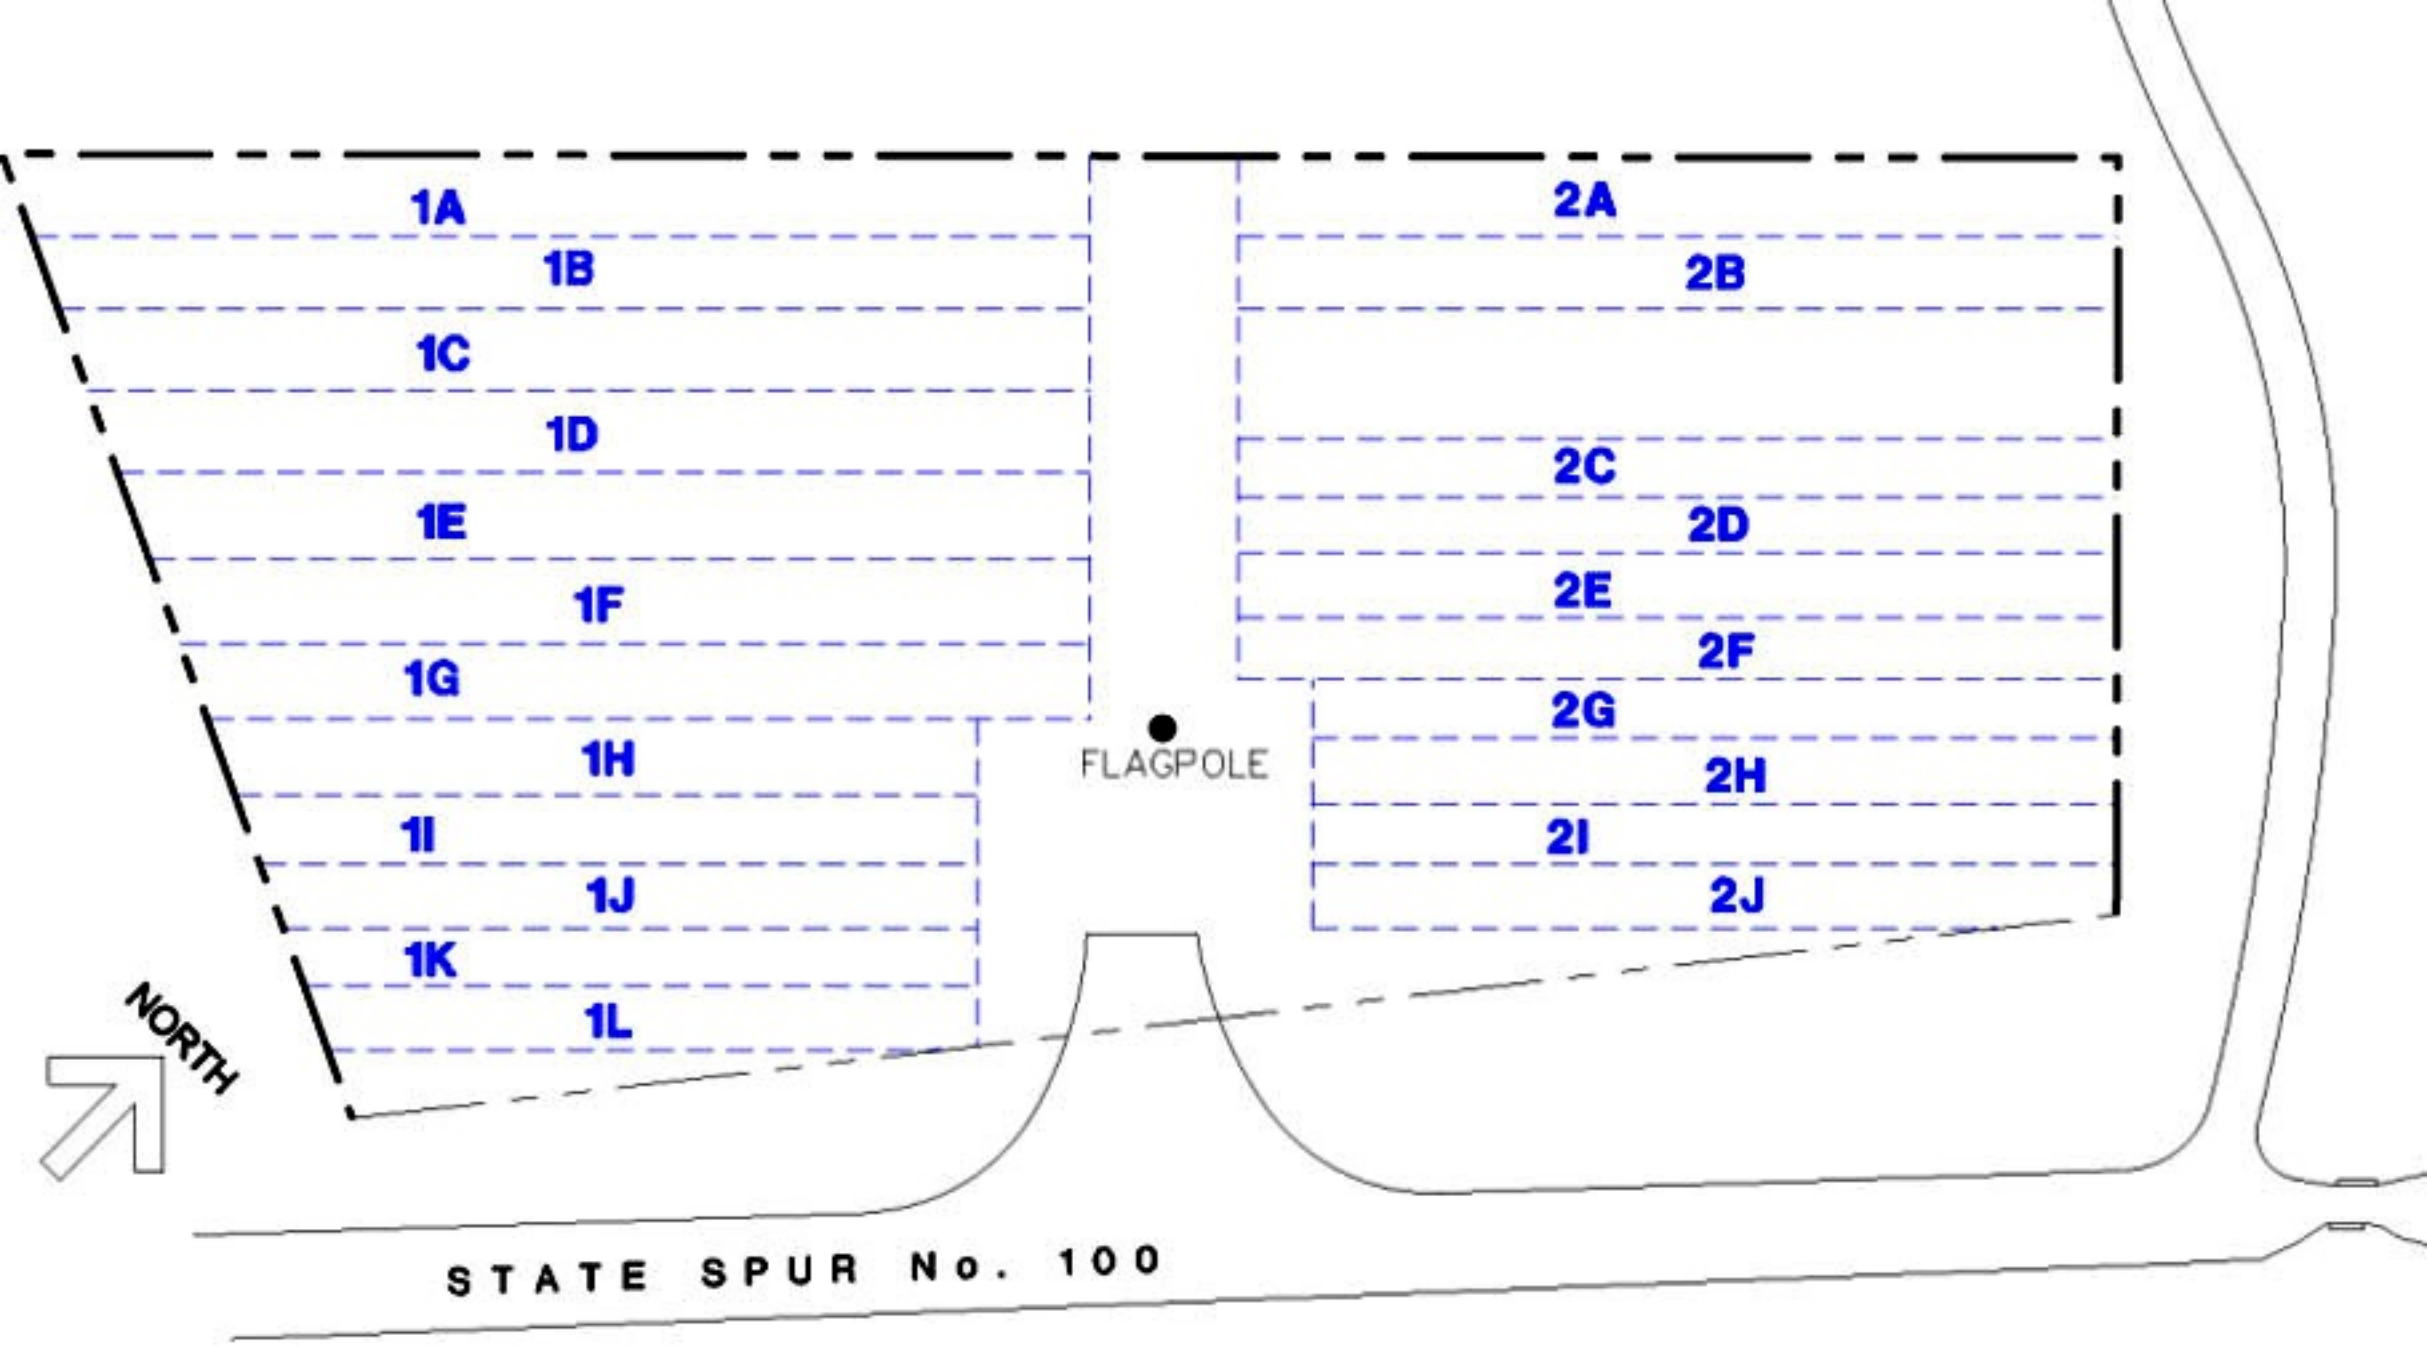 1A
1B
1C
1D
1E
1F
1G
1H
1I
1J
1K
1L
2A
2B
2C
2D
2E
2F
2G
2H
2I
2J
FLAGPOLE
NORTH
STATE SPUR No. 100